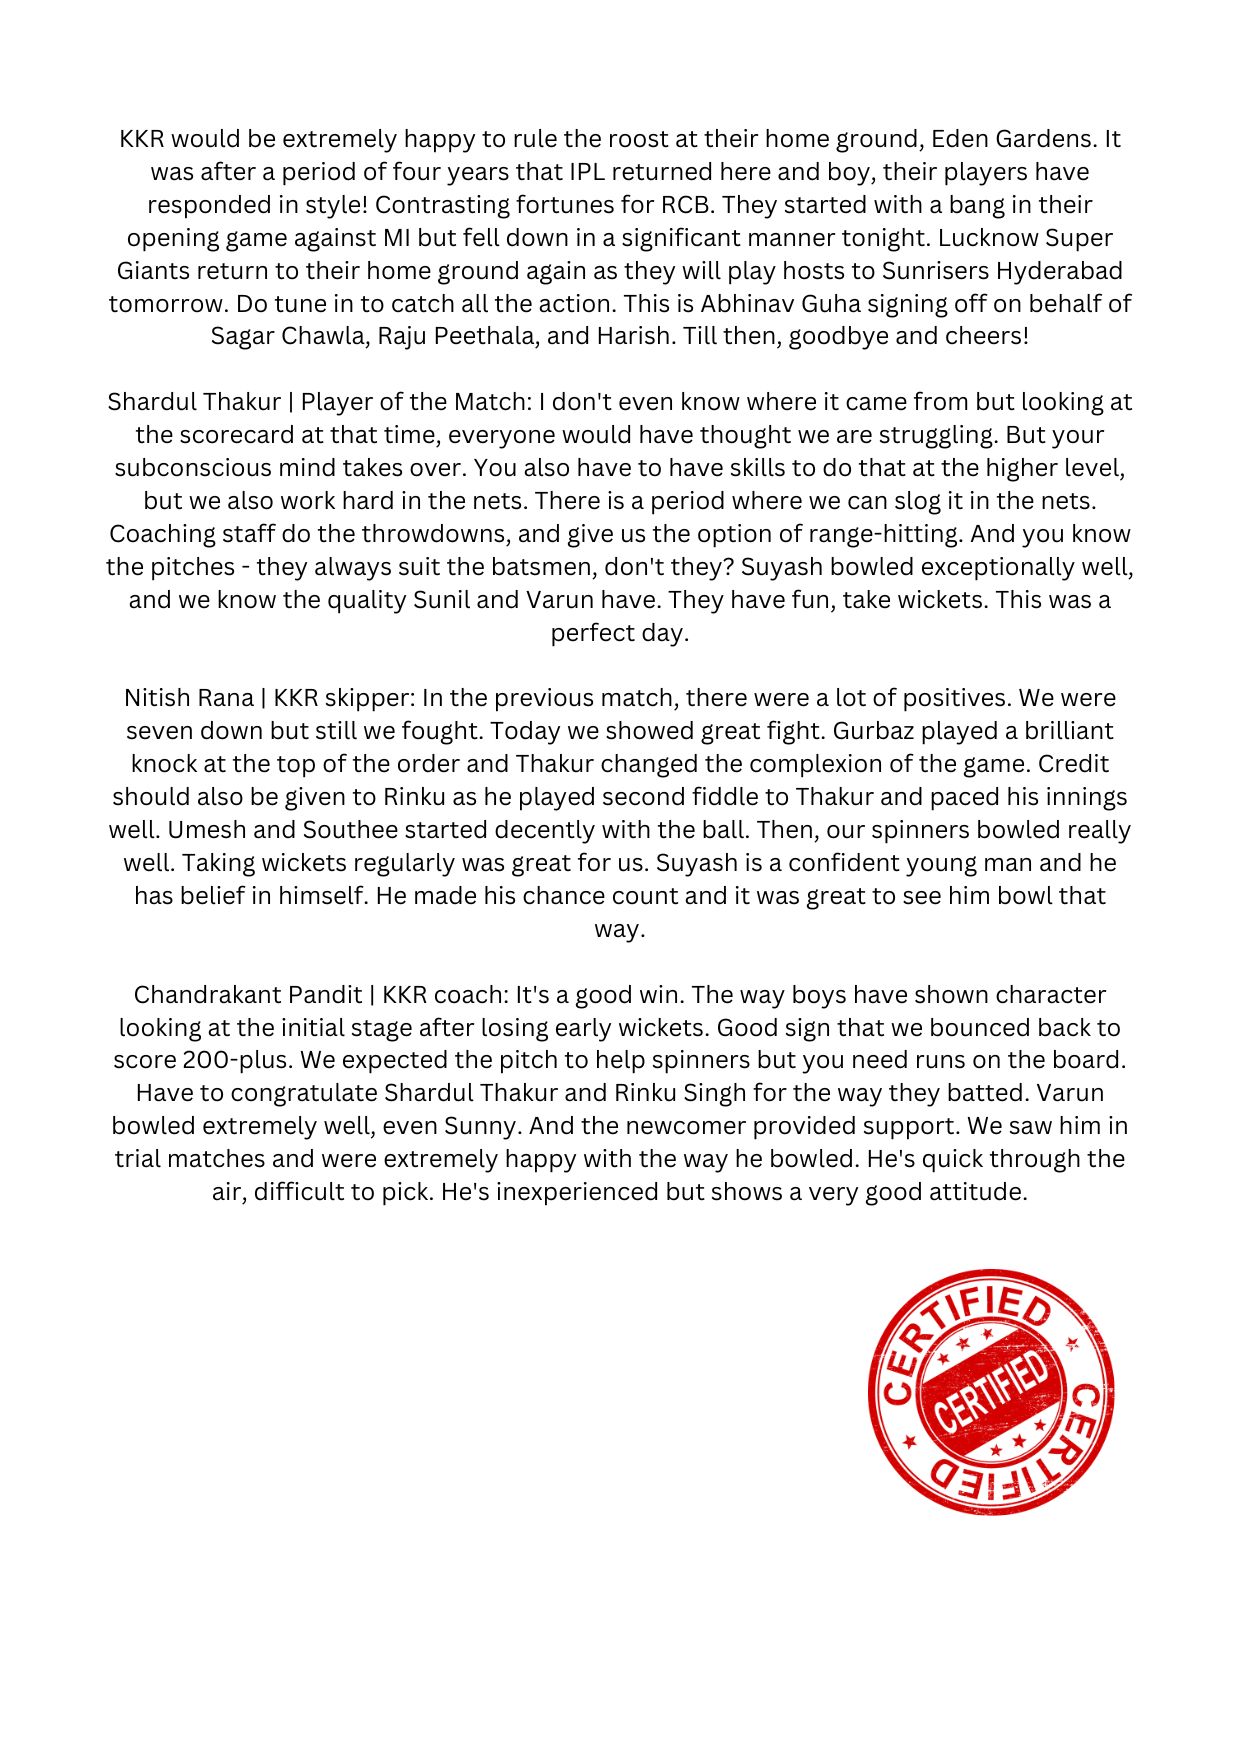 KKR would be extremely happy to rule the roost at their home ground, Eden Gardens. It
was after a period of four years that IPL returned here and boy, their players have
responded in style! Contrasting fortunes for RCB. They started with a bang in their
opening game against MI but fell down in a significant manner tonight. Lucknow Super
Giants return to their home ground again as they will play hosts to Sunrisers Hyderabad
tomorrow. Do tune in to catch all the action. This is Abhinav Guha signing off on behalf of
Sagar Chawla, Raju Peethala, and Harish. Till then, goodbye and cheers!
Shardul Thakur | Player of the Match: I don't even know where it came from but looking at
the scorecard at that time, everyone would have thought we are struggling. But your
subconscious mind takes over. You also have to have skills to do that at the higher level,
but we also work hard in the nets. There is a period where we can slog it in the nets.
Coaching staff do the throwdowns, and give us the option of range-hitting. And you know
the pitches - they always suit the batsmen, don't they? Suyash bowled exceptionally well,
and we know the quality Sunil and Varun have. They have fun, take wickets. This was a
perfect day.
Nitish Rana | KKR skipper: In the previous match, there were a lot of positives. We were
seven down but still we fought. Today we showed great fight. Gurbaz played a brilliant
knock at the top of the order and Thakur changed the complexion of the game. Credit
should also be given to Rinku as he played second fiddle to Thakur and paced his innings
well. Umesh and Southee started decently with the ball. Then, our spinners bowled really
well. Taking wickets regularly was great for us. Suyash is a confident young man and he
has belief in himself. He made his chance count and it was great to see him bowl that
way.
Chandrakant Pandit | KKR coach: It's a good win. The way boys have shown character
looking at the initial stage after losing early wickets. Good sign that we bounced back to
score 200-plus. We expected the pitch to help spinners but you need runs on the board.
Have to congratulate Shardul Thakur and Rinku Singh for the way they batted. Varun
bowled extremely well, even Sunny. And the newcomer provided support. We saw him in
trial matches and were extremely happy with the way he bowled. He's quick through the
air, difficult to pick. He's inexperienced but shows a very good attitude.
CERTIFIED
CERTIFIED
CERTIFIED